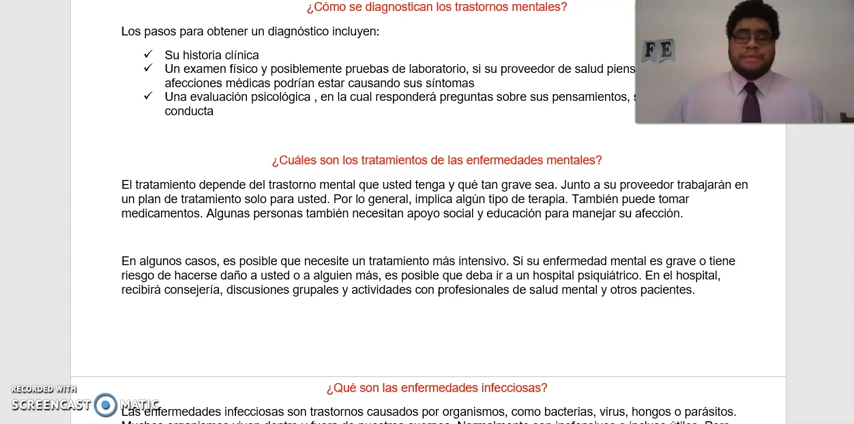 ¿Cómo se diagnostican los trastornos mentales?
Los pasos para obtener un diagnóstico incluyen:
Su historia clínica
Un examen físico y posiblemente pruebas de laboratorio, si su proveedor de salud piens
afecciones médicas podrían estar causando sus síntomas
Una evaluación psicológica , en la cual responderá preguntas sobre sus pensamientos, s
conducta
F E
¿Cuáles son los tratamientos de las enfermedades mentales?
El tratamiento depende del trastorno mental que usted tenga y qué tan grave sea. Junto a su proveedor trabajarán en
un plan de tratamiento solo para usted. Por lo general, implica algún tipo de terapia. También puede tomar
medicamentos. Algunas personas también necesitan apoyo social y educación para manejar su afección.
En algunos casos, es posible que necesite un tratamiento más intensivo. Si su enfermedad mental es grave o tiene
riesgo de hacerse daño a usted o a alguien más, es posible que deba ir a un hospital psiquiátrico. En el hospital,
recibirá consejería, discusiones grupales y actividades con profesionales de salud mental y otros pacientes.
¿Qué son las enfermedades infecciosas?
RECORDED WITH
SCREENCAST MATIC
Las enfermedades infecciosas son trastornos causados por organismos, como bacterias, virus, hongos o parásitos.